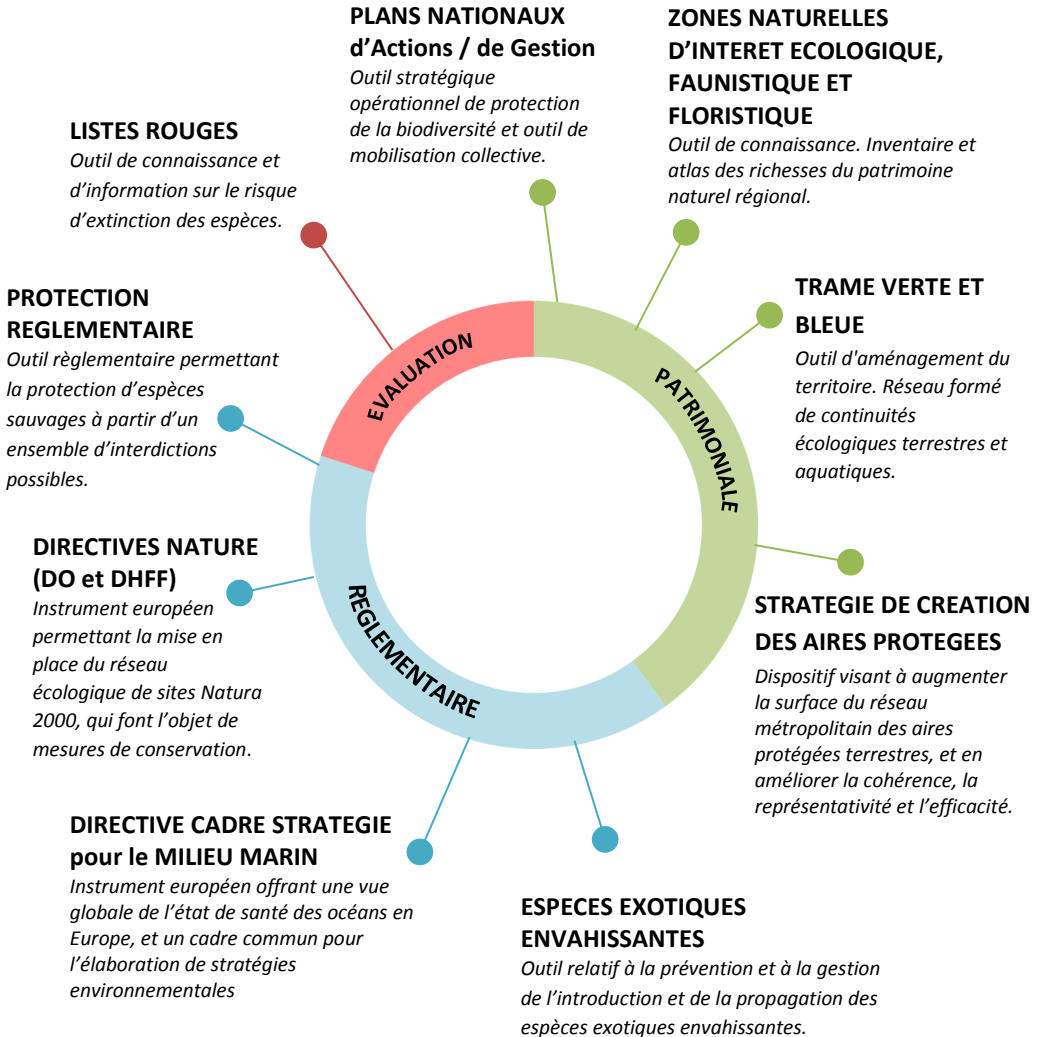 PLANS NATIONAUX
d’Actions / de Gestion
Outil stratégique
opérationnel de protection
de la biodiversité et outil de
mobilisation collective.
ZONES NATURELLES
D’INTERET ECOLOGIQUE,
FAUNISTIQUE ET
FLORISTIQUE
Outil de connaissance. Inventaire et
atlas des richesses du patrimoine
naturel régional.
LISTES ROUGES
Outil de connaissance et
d’information sur le risque
d’extinction des espèces.
PROTECTION
REGLEMENTAIRE
Outil règlementaire permettant
la protection d’espèces
sauvages à partir d’un
ensemble d’interdictions
possibles.
TRAME VERTE ET
BLEUE
Outil d'aménagement du
territoire. Réseau formé
de continuités
écologiques terrestres et
aquatiques.
EVALUATION
PATRIMONIALE
REGLEMENTAIRE
DIRECTIVES NATURE
(DO et DHFF)
Instrument européen
permettant la mise en
place du réseau
écologique de sites Natura
2000, qui font l’objet de
mesures de conservation.
STRATEGIE DE CREATION
DES AIRES PROTEGEES
Dispositif visant à augmenter
la surface du réseau
métropolitain des aires
protégées terrestres, et en
améliorer la cohérence, la
représentativité et l’efficacité.
DIRECTIVE CADRE STRATEGIE
pour le MILIEU MARIN
Instrument européen offrant une vue
globale de l’état de santé des océans en
Europe, et un cadre commun pour
l’élaboration de stratégies
environnementales
ESPECES EXOTIQUES
ENVAHISSANTES
Outil relatif à la prévention et à la gestion
de l’introduction et de la propagation des
espèces exotiques envahissantes.